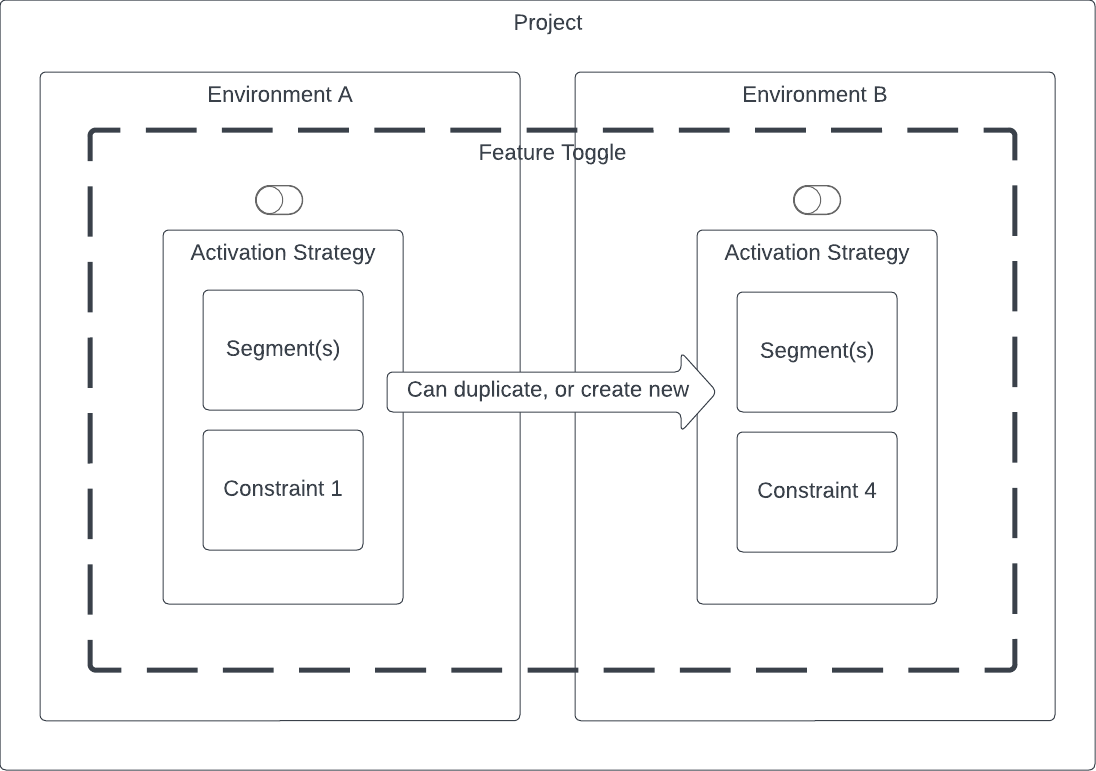 Project
Environment A
Environment B
Feature Toggle
Activation Strategy
Activation Strategy
Segment(s)
Segment(s)
Can duplicate, or create new
Constraint 1
Constraint 4